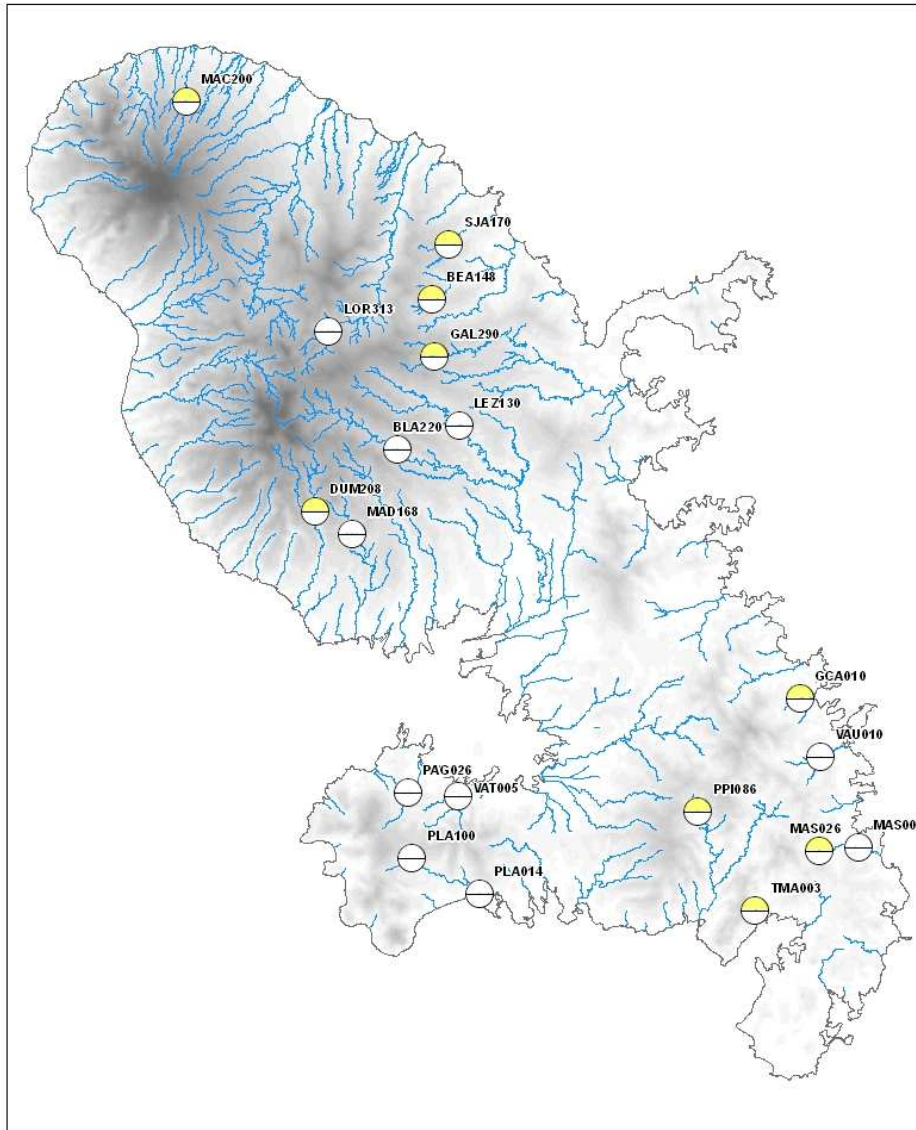 MAC200
SJA170
BEA148
LOR313
GAL290
LEZ130
BLA220
DUM208
MAD168
GCA010
VAU010
PAG026
VAT005
PPI086
MAS026
MAS00
PLA100
PLA014
TMA003